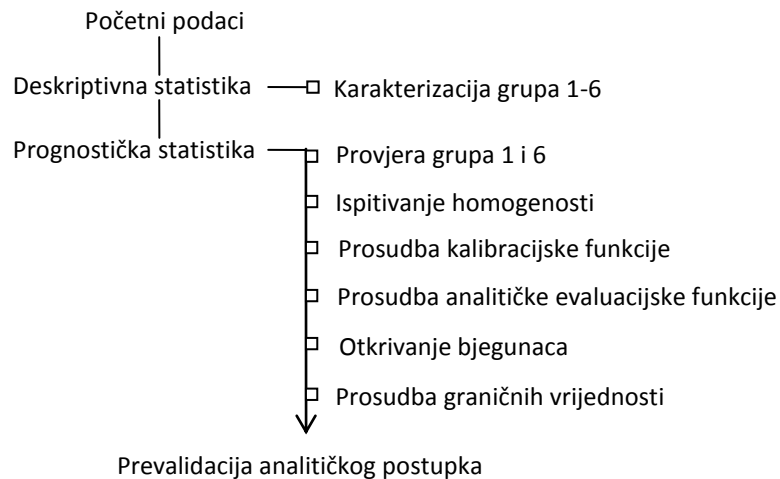 Početni podaci
Deskriptivna statistika
Karakterizacija grupa 1-6
Prognostička statistika
Provjera grupa 1 i 6
Ispitivanje homogenosti
Prosudba kalibracijske funkcije
Prosudba analitičke evaluacijske funkcije
Otkrivanje bjegunaca
Prosudba graničnih vrijednosti
Prevalidacija analitičkog postupka